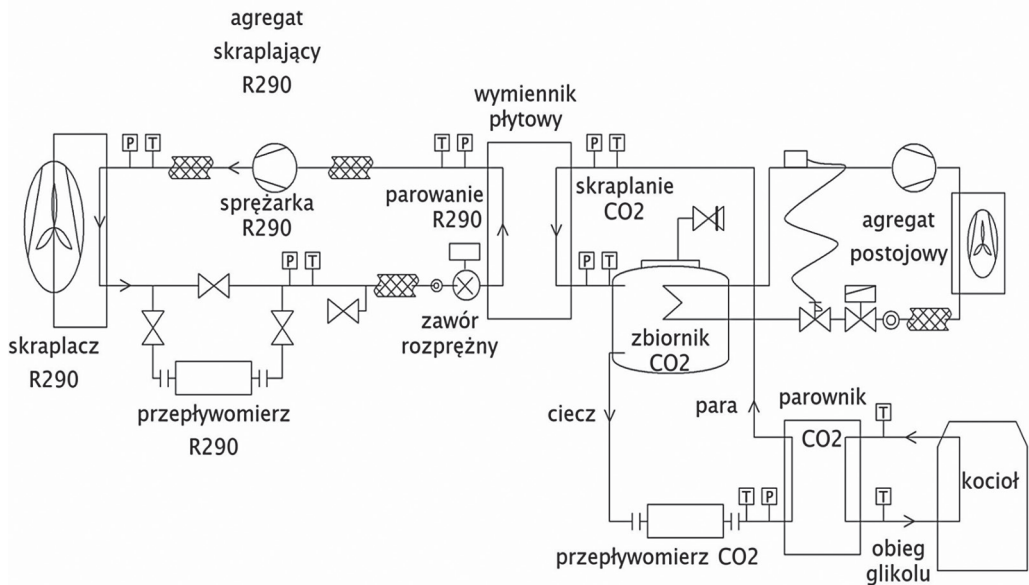 agregat
skraplający
R290
wymiennik
płytowy
P T
T P
P T
sprężarka
R290
parowanie
R290
skraplanie
CO2
agregat
postojowy
P T
P T
skraplacz
R290
zawór
rozprężny
zbiornik
CO2
przepływomierz
R290
ciecz
para
parownik
CO2
T
kocioł
T P
T
przepływomierz CO2
obieg
glikolu